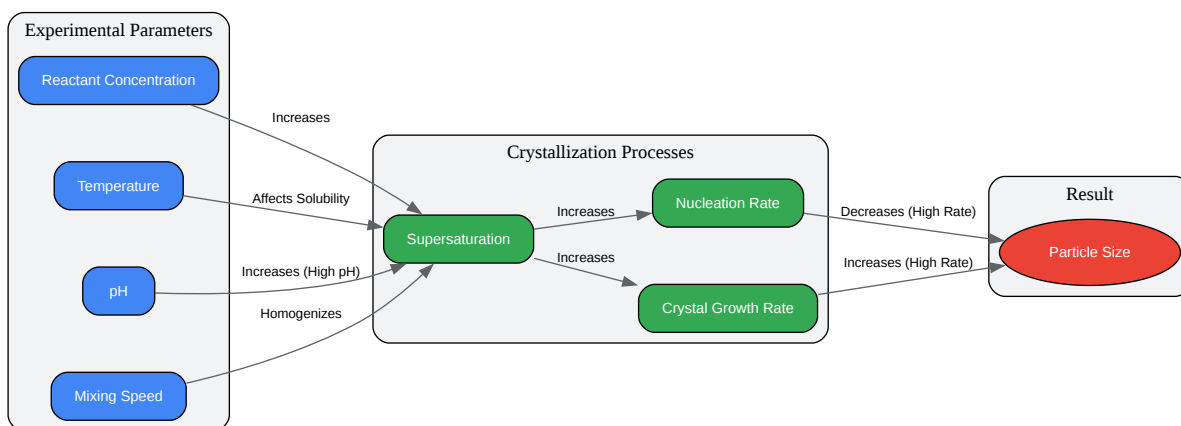 Experimental Parameters
Reactant Concentration
Increases
Temperature
Affects Solubility
pH
Increases (High pH)
Homogenizes
Mixing Speed
Crystallization Processes
Supersaturation
Increases
Nucleation Rate
Increases
Crystal Growth Rate
Decreases (High Rate)
Increases (High Rate)
Result
Particle Size